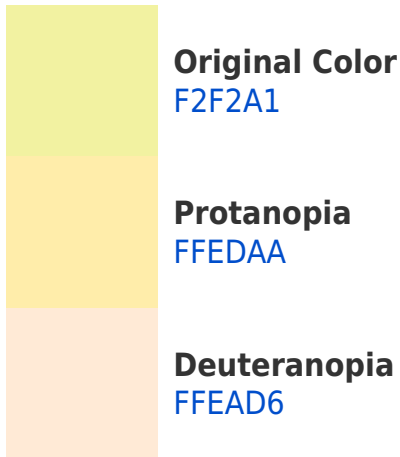 Original Color
F2F2A1
Protanopia
FFEDAA
Deuteranopia
FFEAD6